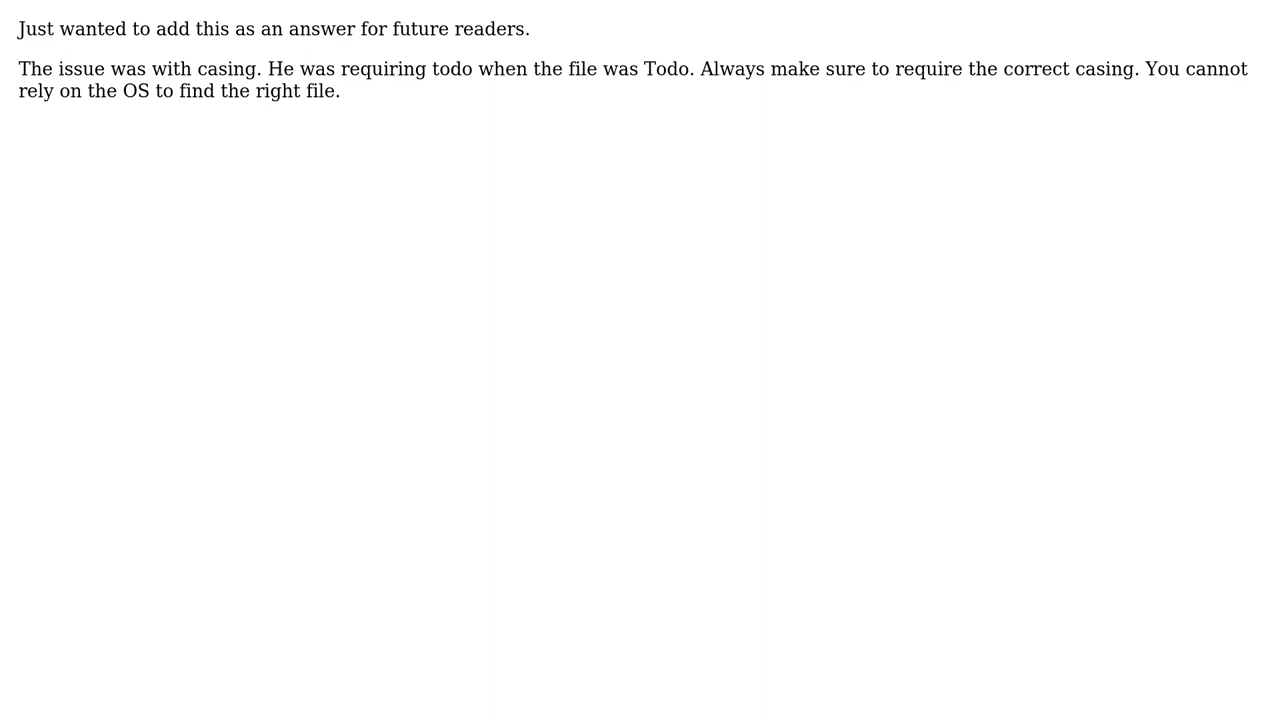 Just wanted to add this as an answer for future readers.
The issue was with casing. He was requiring todo when the file was Todo. Always make sure to require the correct casing. You cannot
rely on the OS to find the right file.